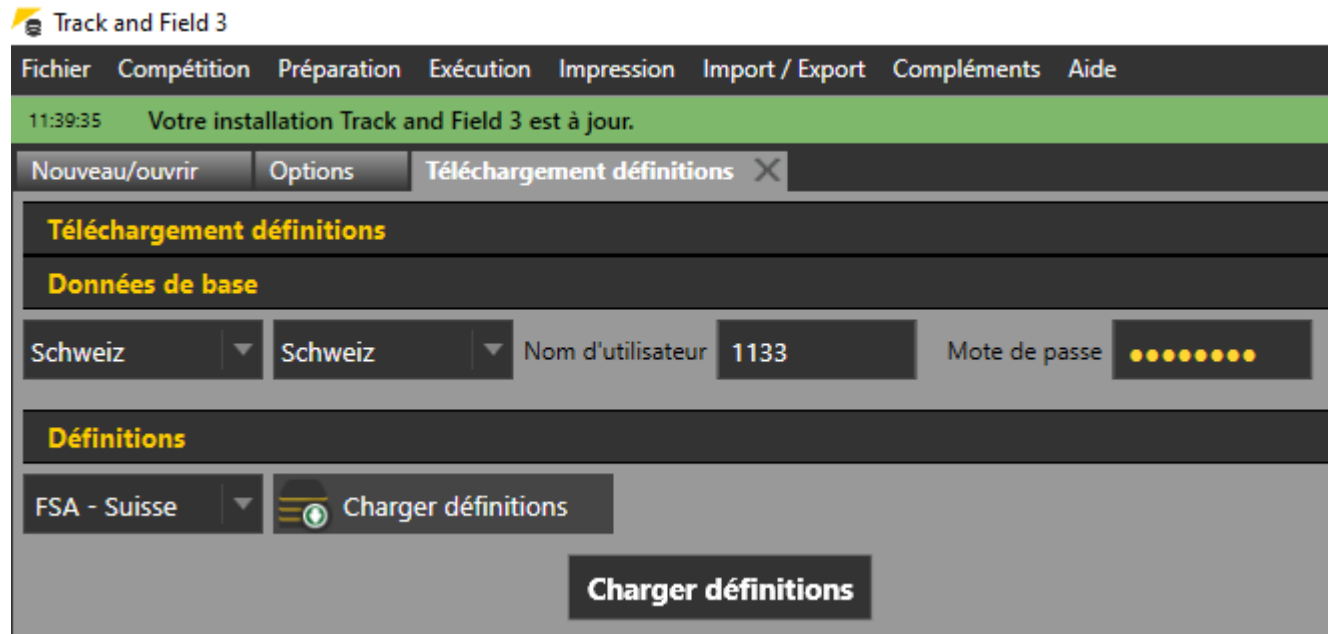 Track and Field 3
Fichier Compétition Préparation Exécution Impression Import / Export Compléments Aide
11:39:35 Votre installation Track and Field 3 est à jour.
Nouveau/ouvrir Options Téléchargement définitions
Téléchargement définitions
Données de base
Schweiz Schweiz Nom d'utilisateur 1133 Mote de passe ●●●●●●●●
Définitions
FSA - Suisse Charger définitions
Charger définitions